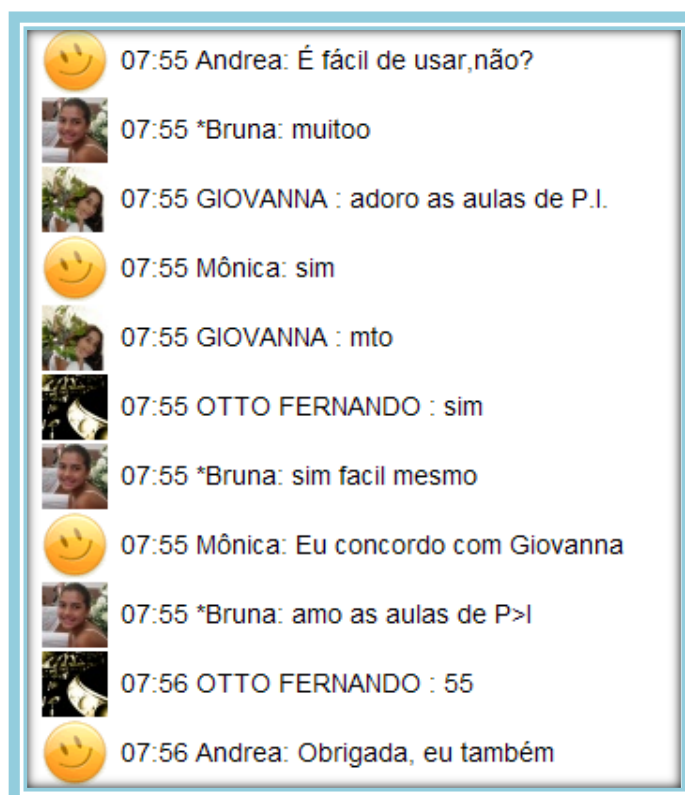 07:55 Andrea: É fácil de usar,não?
07:55 *Bruna: muitoo
07:55 GIOVANNA : adoro as aulas de P.I.
07:55 Mônica: sim
07:55 GIOVANNA : mto
07:55 OTTO FERNANDO : sim
07:55 *Bruna: sim facil mesmo
07:55 Mônica: Eu concordo com Giovanna
07:55 *Bruna: amo as aulas de P>I
07:56 OTTO FERNANDO : 55
07:56 Andrea: Obrigada, eu também